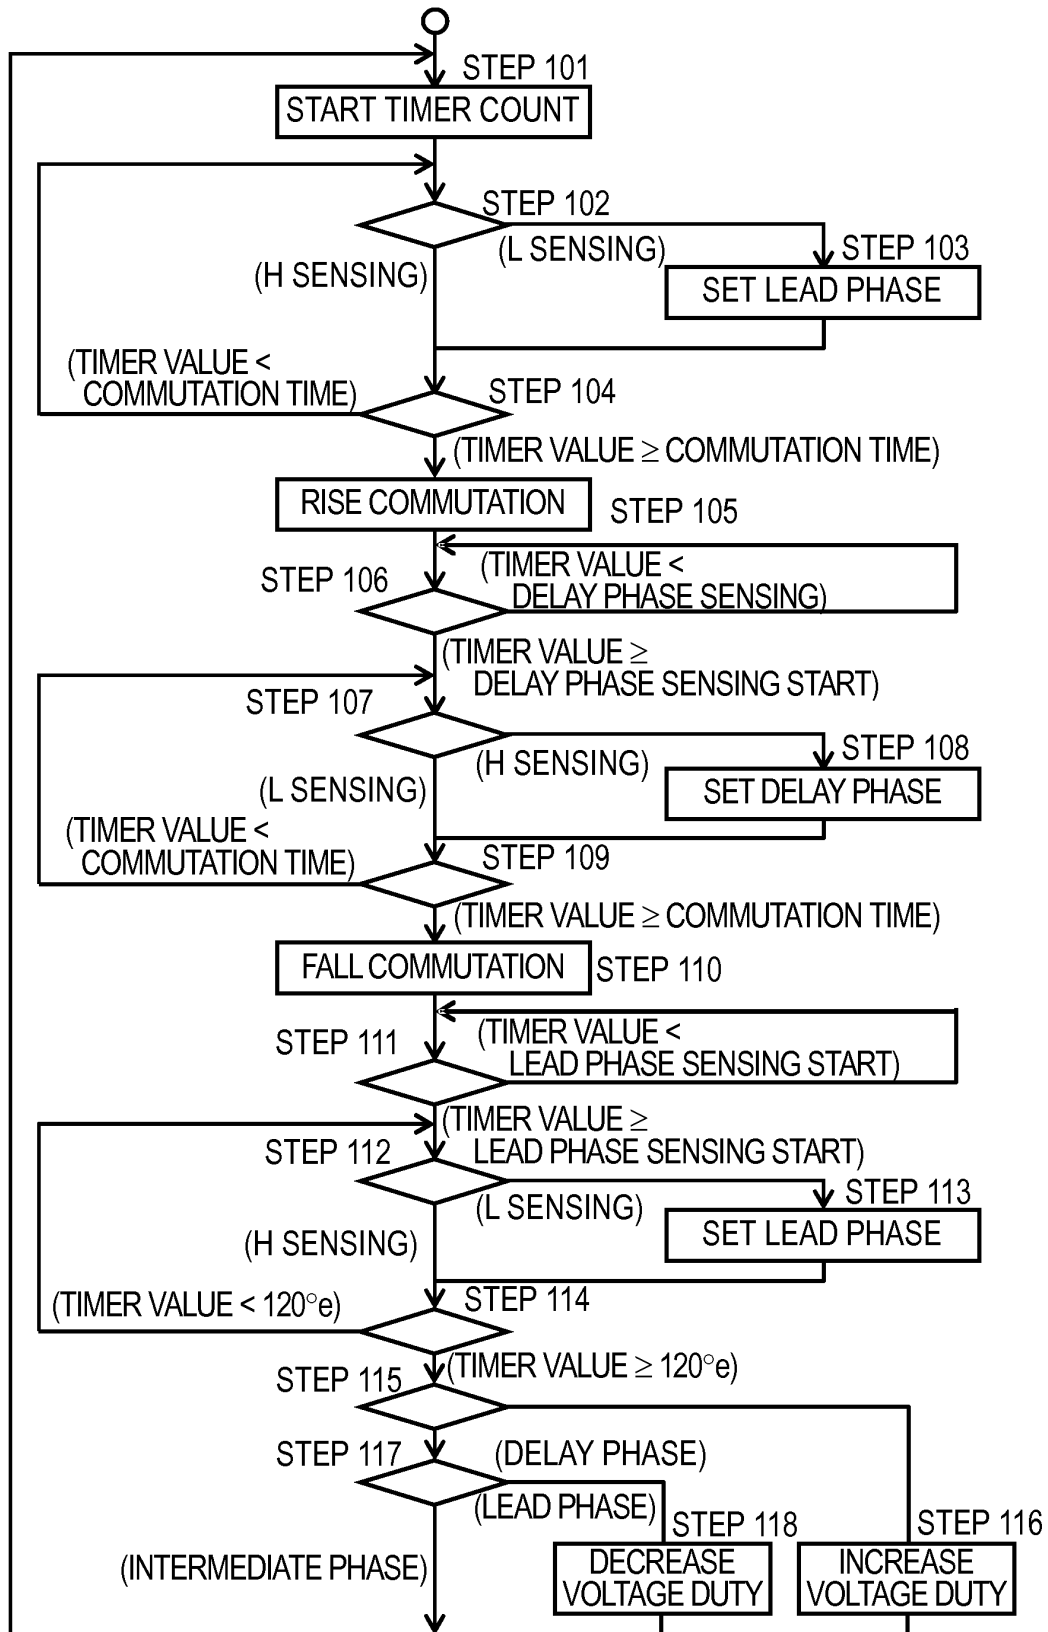 STEP 101
START TIMER COUNT
STEP 102
(L SENSING)
STEP 103
(H SENSING)
SET LEAD PHASE
(TIMER VALUE <
COMMUTATION TIME)
STEP 104
(TIMER VALUE ≥ COMMUTATION TIME)
RISE COMMUTATION
STEP 105
STEP 106
(TIMER VALUE <
DELAY PHASE SENSING)
(TIMER VALUE ≥
DELAY PHASE SENSING START)
STEP 107
STEP 108
(H SENSING)
(L SENSING)
SET DELAY PHASE
(TIMER VALUE <
COMMUTATION TIME)
STEP 109
(TIMER VALUE ≥ COMMUTATION TIME)
FALL COMMUTATION
STEP 110
STEP 111
(TIMER VALUE <
LEAD PHASE SENSING START)
(TIMER VALUE ≥
LEAD PHASE SENSING START)
STEP 112
STEP 113
(L SENSING)
(H SENSING)
SET LEAD PHASE
(TIMER VALUE < 120°e)
STEP 114
(TIMER VALUE ≥ 120°e)
STEP 115
STEP 117
(DELAY PHASE)
(LEAD PHASE)
STEP 118
STEP 116
(INTERMEDIATE PHASE)
DECREASE
VOLTAGE DUTY
INCREASE
VOLTAGE DUTY